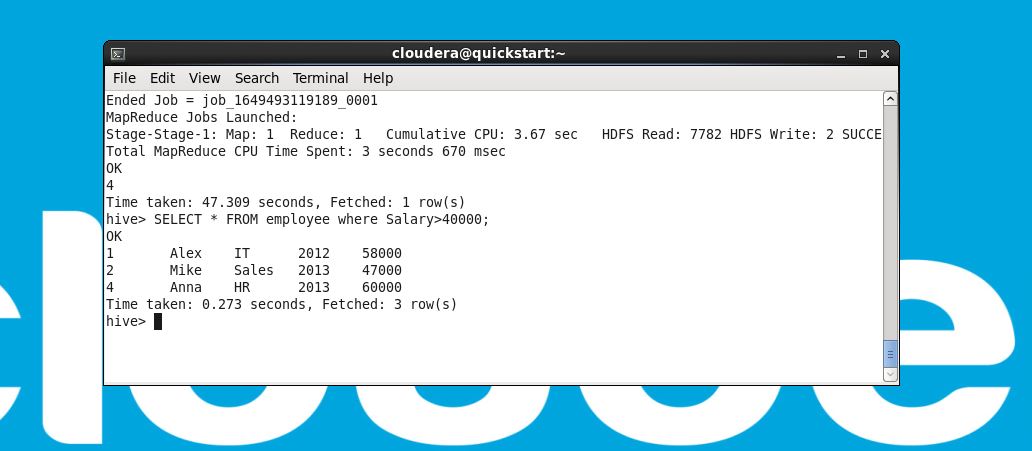 cloudera@quickstart:~
File Edit View Search Terminal Help
Ended Job = job_1649493119189_0001
MapReduce Jobs Launched:
Stage-Stage-1: Map: 1  Reduce: 1   Cumulative CPU: 3.67 sec   HDFS Read: 7782 HDFS Write: 2 SUCCE
Total MapReduce CPU Time Spent: 3 seconds 670 msec
OK
4
Time taken: 47.309 seconds, Fetched: 1 row(s)
hive> SELECT * FROM employee where Salary>40000;
OK
1       Alex    IT      2012    58000
2       Mike    Sales   2013    47000
4       Anna    HR      2013    60000
Time taken: 0.273 seconds, Fetched: 3 row(s)
hive>